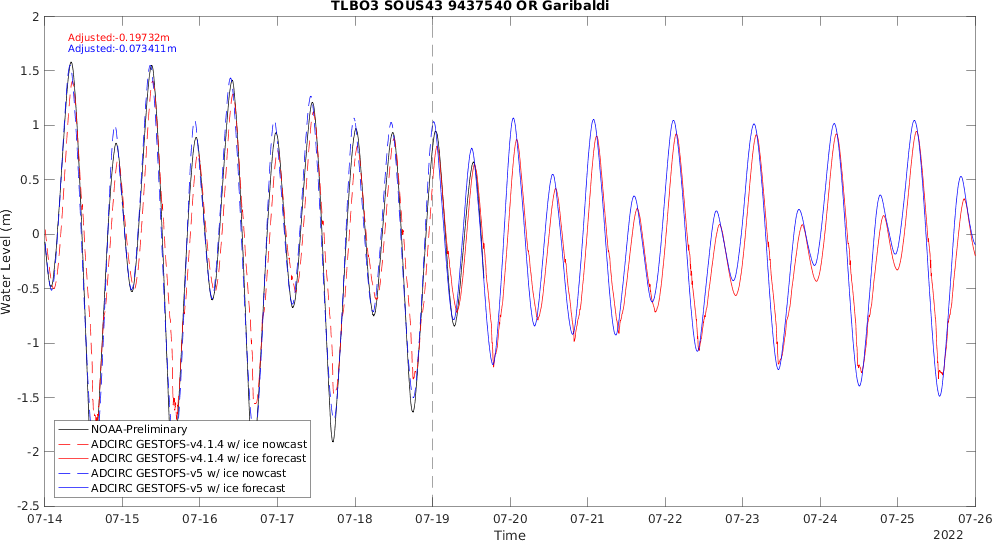 TLBO3 SOUS43 9437540 OR Garibaldi
Adjusted:-0.19732m
Adjusted:-0.073411m
2
1.5
1
0.5
0
-0.5
-1
-1.5
-2
-2.5
Water Level (m)
NOAA-Preliminary
ADCIRC GESTOFS-v4.1.4 w/ ice nowcast
ADCIRC GESTOFS-v4.1.4 w/ ice forecast
ADCIRC GESTOFS-v5 w/ ice nowcast
ADCIRC GESTOFS-v5 w/ ice forecast
07-14 07-15 07-16 07-17 07-18 07-19 07-20 07-21 07-22 07-23 07-24 07-25 07-26
Time
2022